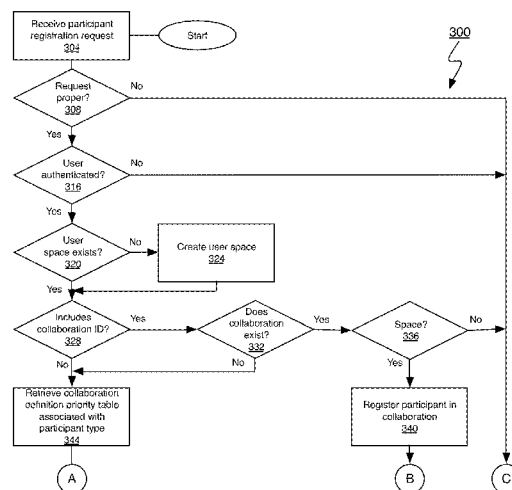 Receive participant
registration request
304
Start
300
Request
proper?
308
No
Yes
User
authenticated?
316
No
Yes
User
space exists?
320
No
Create user space
324
Yes
Includes
collaboration ID?
328
Yes
Does
collaboration
exist?
332
Yes
Space?
336
No
No
No
Yes
Retrieve collaboration
definition priority table
associated with
participant type
344
Register participant in
collaboration
340
A
B
C